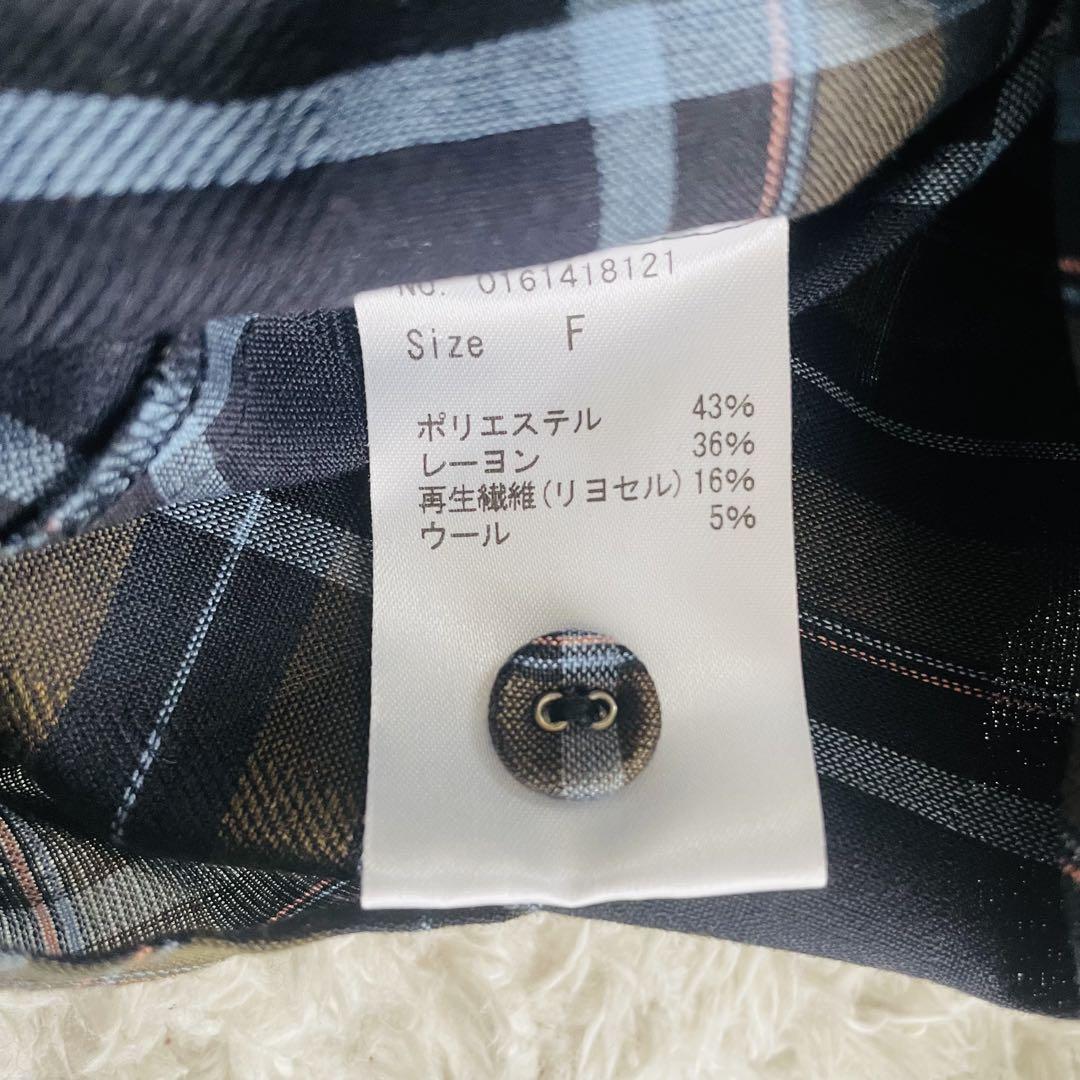 No. 0161418121
Size F
ポリエステル 43%
レーヨン 36%
再生繊維(リヨセル) 16%
ウール 5%